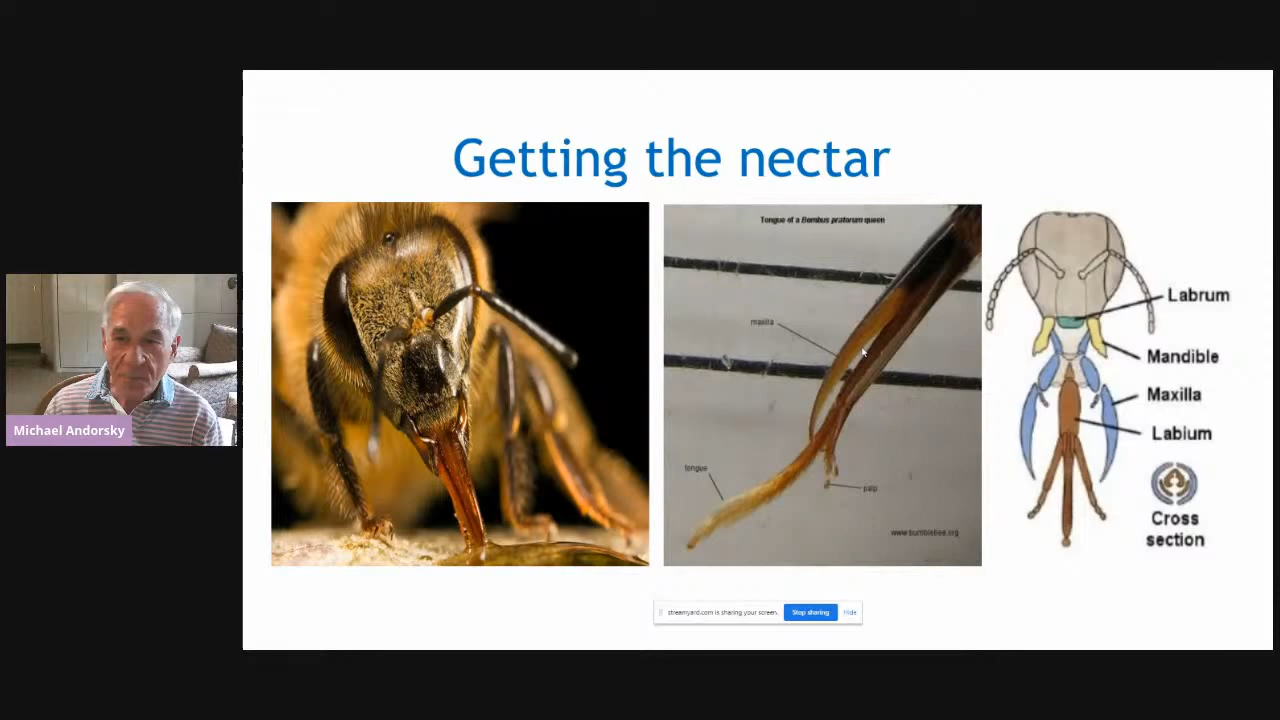 Getting the nectar
Michael Andorsky
Tongue of a Bombus pratorum queen
maxilla
tongue
palp
www.bumblebee.org
Labrum
Mandible
Maxilla
Labium
Cross
section
streamyard.com is sharing your screen.
Stop sharing
Hide